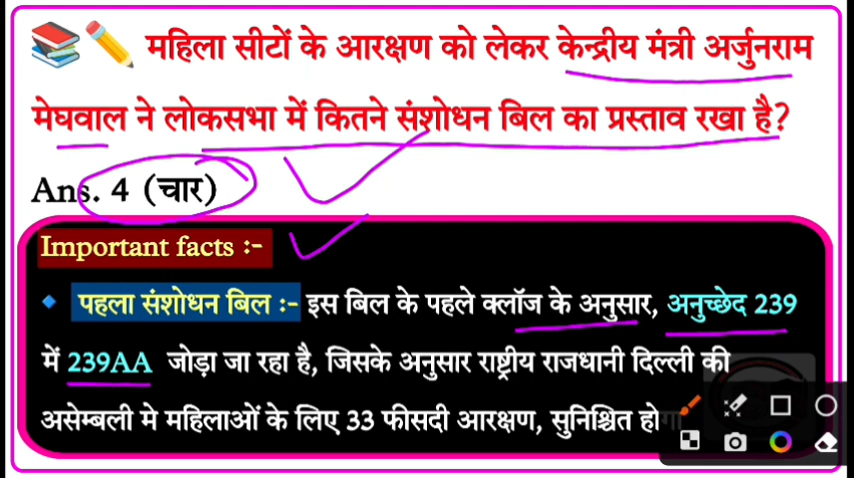 महिला सीटों के आरक्षण को लेकर केन्द्रीय मंत्री अर्जुनराम
मेघवाल ने लोकसभा में कितने संशोधन बिल का प्रस्ताव रखा है?
Ans. 4 (चार)
Important facts :-
पहला संशोधन बिल :- इस बिल के पहले क्लॉज के अनुसार, अनुच्छेद 239
में 239AA जोड़ा जा रहा है, जिसके अनुसार राष्ट्रीय राजधानी दिल्ली की
असेम्बली मे महिलाओं के लिए 33 फीसदी आरक्षण, सुनिश्चित होगा